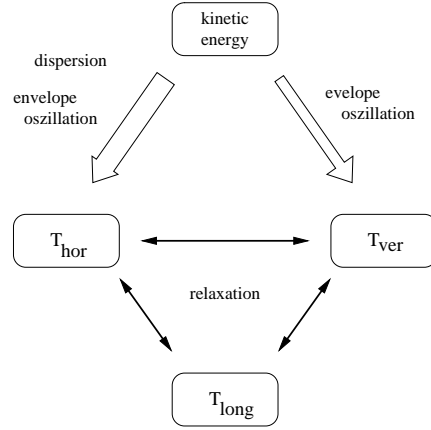 kinetic
energy
dispersion
envelope
oszillation
evelope
oszillation
T_hor
T_ver
relaxation
T_long